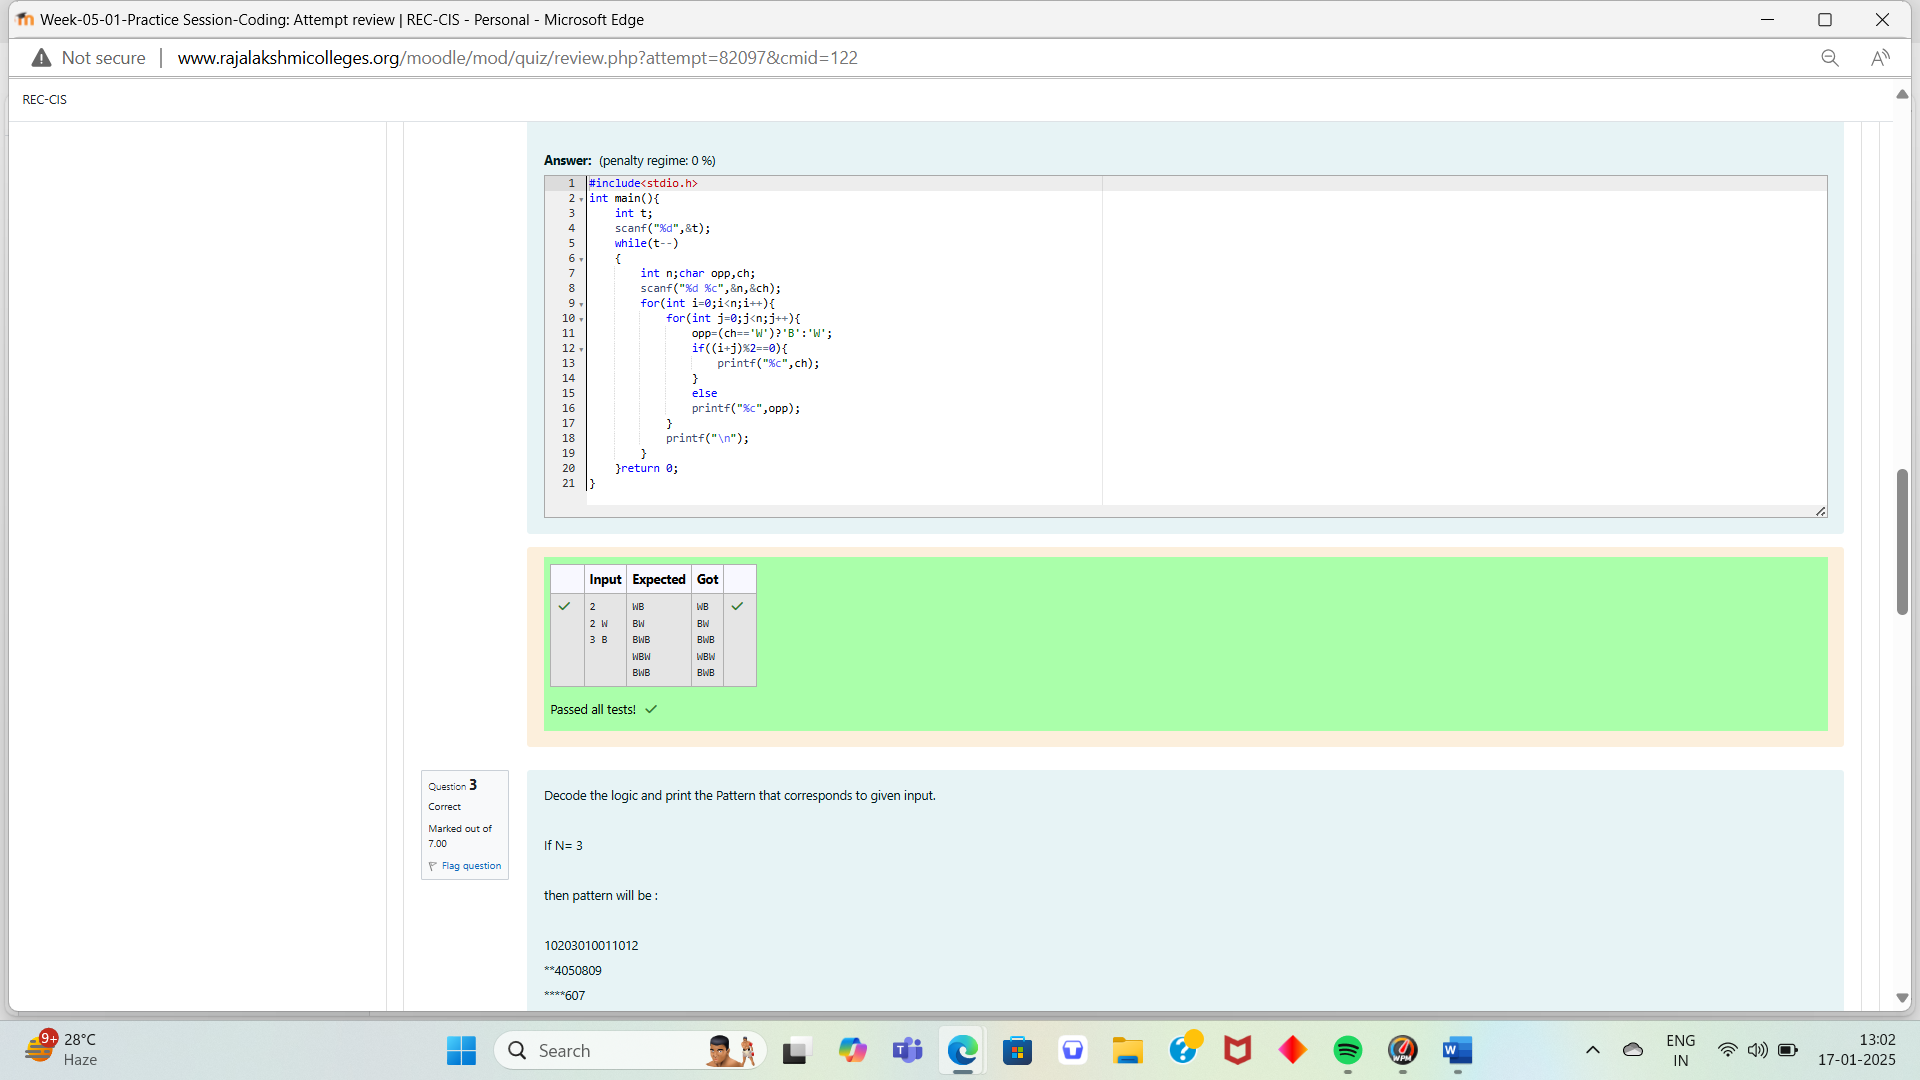 Week-05-01-Practice Session-Coding: Attempt review | REC-CIS - Personal - Microsoft Edge
Not secure | www.rajalakshmicolleges.org/moodle/mod/quiz/review.php?attempt=82097&cmid=122
REC-CIS
Answer: (penalty regime: 0 %)
1 #include<stdio.h>
2 int main(){
3 int t;
4 scanf("%d",&t);
5 while(t--)
6 {
7 int n;char opp,ch;
8 scanf("%d %c",&n,&ch);
9 for(int i=0;i<n;i++){
10 for(int j=0;j<n;j++){
11 opp=(ch=='W')?'B':'W';
12 if((i+j)%2==0){
13 printf("%c",ch);
14 }
15 else
16 printf("%c",opp);
17 }
18 printf("\n");
19 }
20 }return 0;
21 }
Input Expected Got
2 WB WB
2 W BW BW
3 B BWB BWB
WBW WBW
BWB BWB
Passed all tests!
Question 3
Correct
Marked out of
7.00
Flag question
Decode the logic and print the Pattern that corresponds to given input.
If N= 3
then pattern will be :
10203010011012
**4050809
****607
9+
28°C
Haze
Search
WPM
ENG
IN
13:02
17-01-2025